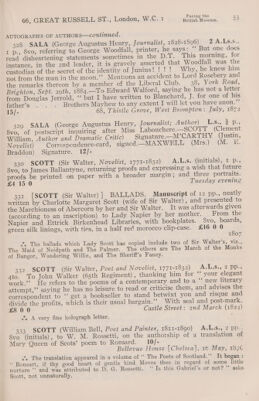 66, GREAT RUSSELL ST., London, W.C. 1
Facing the
British Museum.
33
AUTOGRAPHS OF AUTHORS—continued.
328 SALA (George Augustus Henry, Journalist, 1828-1896) 2 A.Ls.s.,
1 p., 8vo, referring to George Woodfall, printer, he says: "But one does
read disheartening statements sometimes in the D.T. This morning, for
instance, in the 2nd leader, it is gravely asserted that Woodfall was the
custodian of the secret of identity of Junius! ! ! Why, he knew him
not from the man in the moon." Mentions an accident to Lord Rosebery and
the remarks thereon by a member of the Liberal Club. 38, York Road,
Brighton, Sept. 29th, 1885.—To Edward Walford, saying he has not a letter
from Douglas Jerrold, "but I have written to Blanchard, I for one of his
father's . . . . Brothers Mayhew to any extent I will let you have soon."
15/- 68, Thistle Grove, West Brompton: July, 1872
329 SALA (George Augustus Henry, Journalist, Author) L.s., 1 p.
8vo, of postscript inquiring after Miss Labouchere.—SCOTT (Clement
William, Author and Dramatic Critic) Signature.—M'CARTHY (Justin,
Novelist) Correspondence-card, signed.—MAXWELL (Mrs.) (M. E.
Braddon) Signature. 12/-
330 SCOTT (Sir Walter, Novelist, 1771-1832) A.L.s. (initials), 1 p.,
8vo, to James Ballantyne, returning proofs and expressing a wish that future
proofs be printed on paper with a broader margin; and three portraits.
£4 15 0 Tuesday evening
331 [SCOTT (Sir Walter)] BALLADS. Manuscript of 12 pp., neatly
written by Charlotte Margaret Scott (wife of Sir Walter), and presented to
the Marchioness of Abercorn by her and Sir Walter. It was afterwards given
(according to an inscription) to Lady Napier by her mother. From the
Napier and Ettrick Birkenhead Libraries, with bookplates. 8vo, boards,
green silk linings, with ties, in a half red morocco clip-case. £16 0 0
1807
∴ The ballads which Lady Scott has copied include two of Sir Walter's, viz.,
The Maid of Neidpath and The Palmer. The others are The March of the Monks
of Bangor, Wandering Willie, and The Sheriff's Fancy.
332 SCOTT (Sir Walter, Poet and Novelist, 1771-1832) A.L.s., 2 pp.,
4to. To John Walker (65th Regiment), thanking him for "your elegant
work." He refers to the poems of a contemporary and to a "new literary
attempt," saying he has no leisure to read or criticise them, and advises the
correspondent to "get a bookseller to stand betwixt you and risque and
divide the profits, which is their usual bargain." With seal and post-mark.
£8 0 0 Castle Street: 2nd March (1821)
∴ A very fine holograph letter.
333 SCOTT (William Bell, Poet and Painter, 1811-1890) A.L.s., 2 pp.,
8vo (initials), to W. M. Rossetti, on the authorship of a translation of
Mary Queen of Scots' poem to Ronsard. 10/-
Bellevue House [Chelsea],
∴ The translation appeared in a volume of "The Poets of Scotland." It began:
"Ronsart, if thy good heart of gentle kind Moves thee in regard of some little
nurture" and was attributed to D. G. Rossetti. "Is this Gabriel's or not?" asks
Scott, not unnaturally.